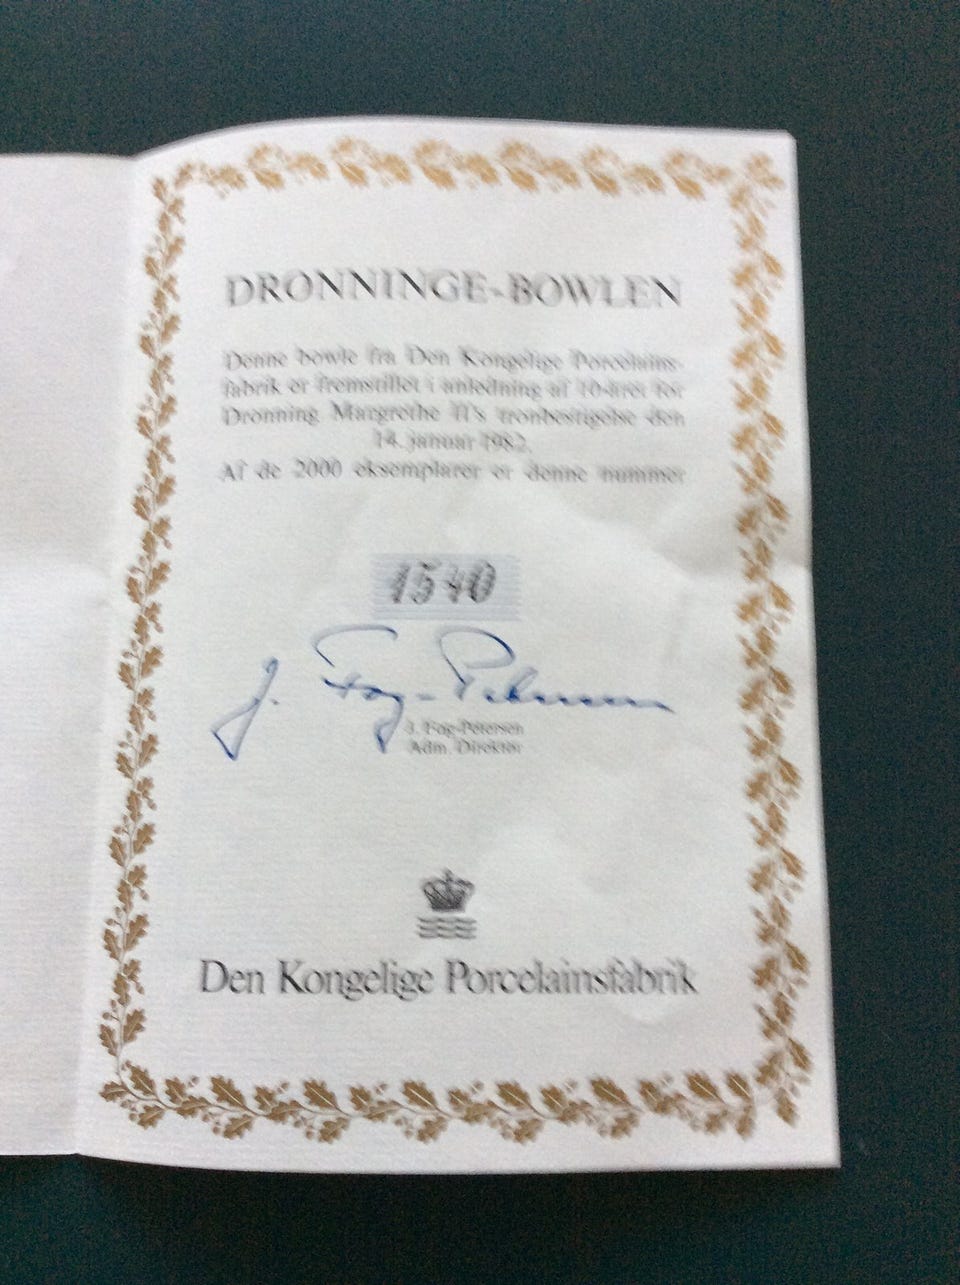 DRONNINGE-BOWLEN
Denne bowle fra Den Kongelige Porcelains-
fabrik er fremstillet i anledning af 10-året for
Dronning Margrethe II's tronbestigelse den
14. januar 1982.
Af de 2000 eksemplarer er denne nummer
1540
J. Fog-Petersen
J. Fog-Petersen
Adm. Direktør
Den Kongelige Porcelainsfabrik